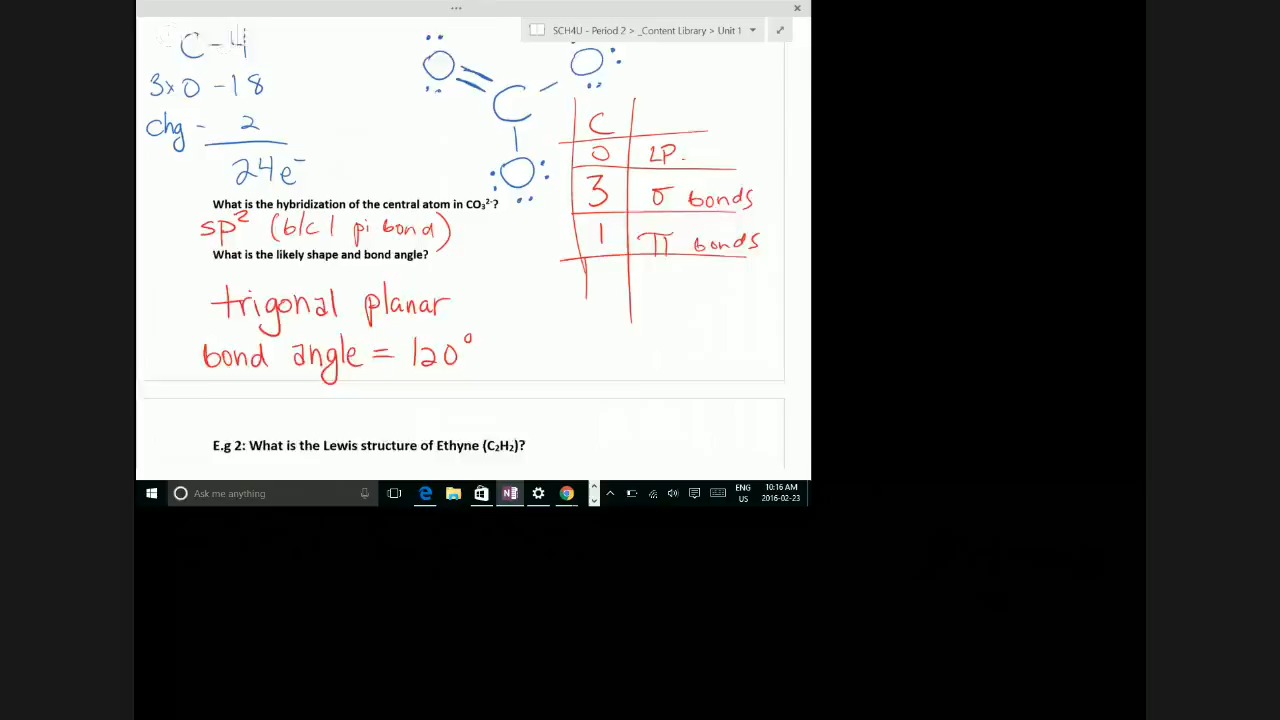 SCH4U - Period 2 > _Content Library > Unit 1
C - 4
3x O - 18
chg - 2
24e⁻
O
O
C
O
C
0 LP.
3 σ bonds
1 π bonds
What is the hybridization of the central atom in CO₃²⁻?
sp² (b/c 1 pi bond)
What is the likely shape and bond angle?
trigonal planar
bond angle = 120°
E.g 2: What is the Lewis structure of Ethyne (C₂H₂)?
Ask me anything
ENG
US
10:16 AM
2016-02-23